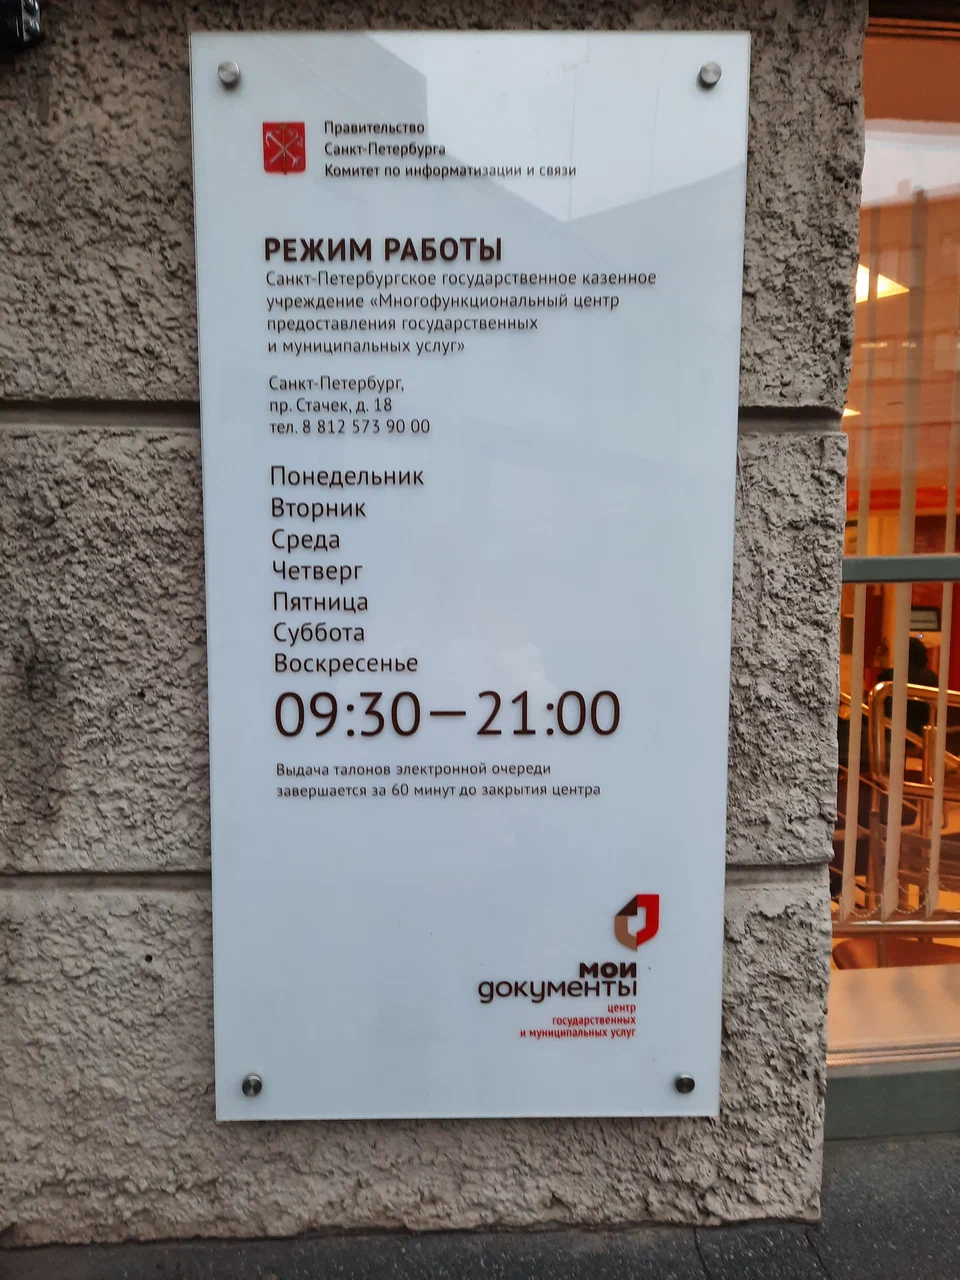 Правительство
Санкт-Петербурга
Комитет по информатизации и связи
РЕЖИМ РАБОТЫ
Санкт-Петербургское государственное казенное
учреждение «Многофункциональный центр
предоставления государственных
и муниципальных услуг»
Санкт-Петербург,
пр. Стачек, д. 18
тел. 8 812 573 90 00
Понедельник
Вторник
Среда
Четверг
Пятница
Суббота
Воскресенье
09:30—21:00
Выдача талонов электронной очереди
завершается за 60 минут до закрытия центра
мои
документы
центр
государственных
и муниципальных услуг